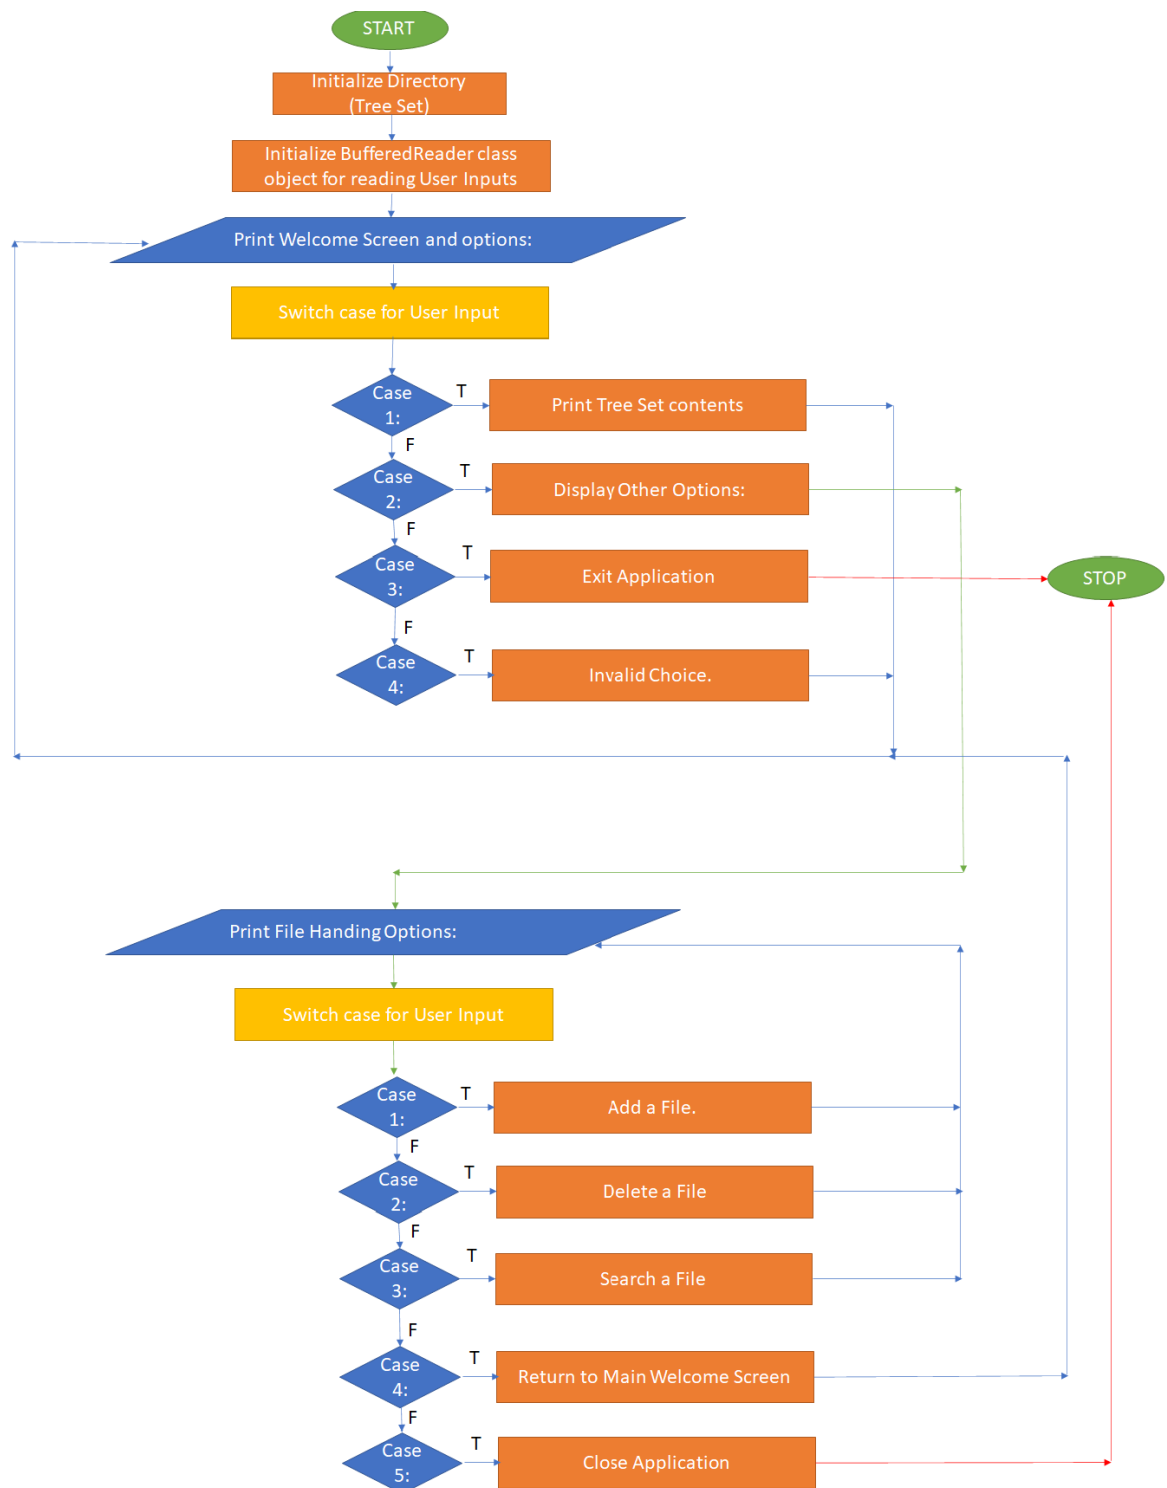 START
Initialize Directory
(Tree Set)
Initialize BufferedReader class
object for reading User Inputs
Print Welcome Screen and options:
Switch case for User Input
Case
1:
T
Print Tree Set contents
F
Case
2:
T
Display Other Options:
F
Case
3:
T
Exit Application
STOP
F
Case
4:
T
Invalid Choice.
Print File Handing Options:
Switch case for User Input
Case
1:
T
Add a File.
F
Case
2:
T
Delete a File
F
Case
3:
T
Search a File
F
Case
4:
T
Return to Main Welcome Screen
F
Case
5:
T
Close Application